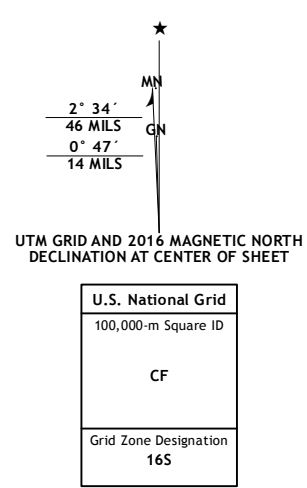 ★
MN
2° 34´
46 MILS
GN
0° 47´
14 MILS
UTM GRID AND 2016 MAGNETIC NORTH
DECLINATION AT CENTER OF SHEET
U.S. National Grid
100,000-m Square ID
CF
Grid Zone Designation
16S